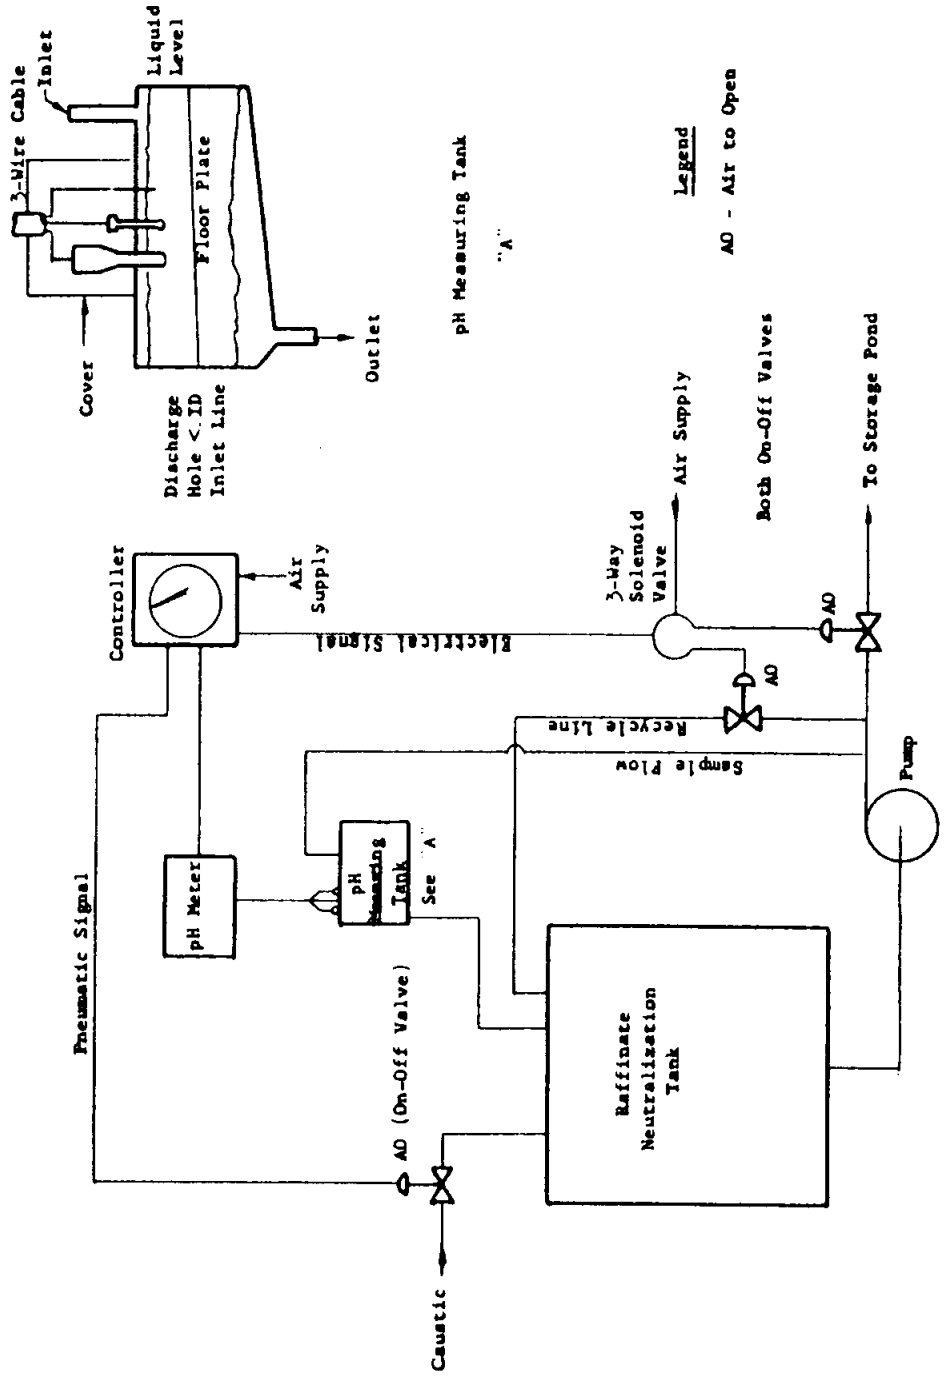 3-Wire Cable
Inlet
Liquid
Level
Cover
Floor Plate
Discharge
Hole < ID
Inlet Line
Outlet
pH Measuring Tank
"A"
Legend
AO - Air to Open
Controller
Air
Supply
Pneumatic Signal
pH Meter
Electrical Signal
pH
Measuring
Tank
See "A"
3-Way
Solenoid
Valve
Air Supply
AO
AO
Both On-Off Valves
To Storage Pond
Recycle Line
Sample Flow
Pump
AO (On-Off Valve)
Caustic
Raffinate
Neutralization
Tank